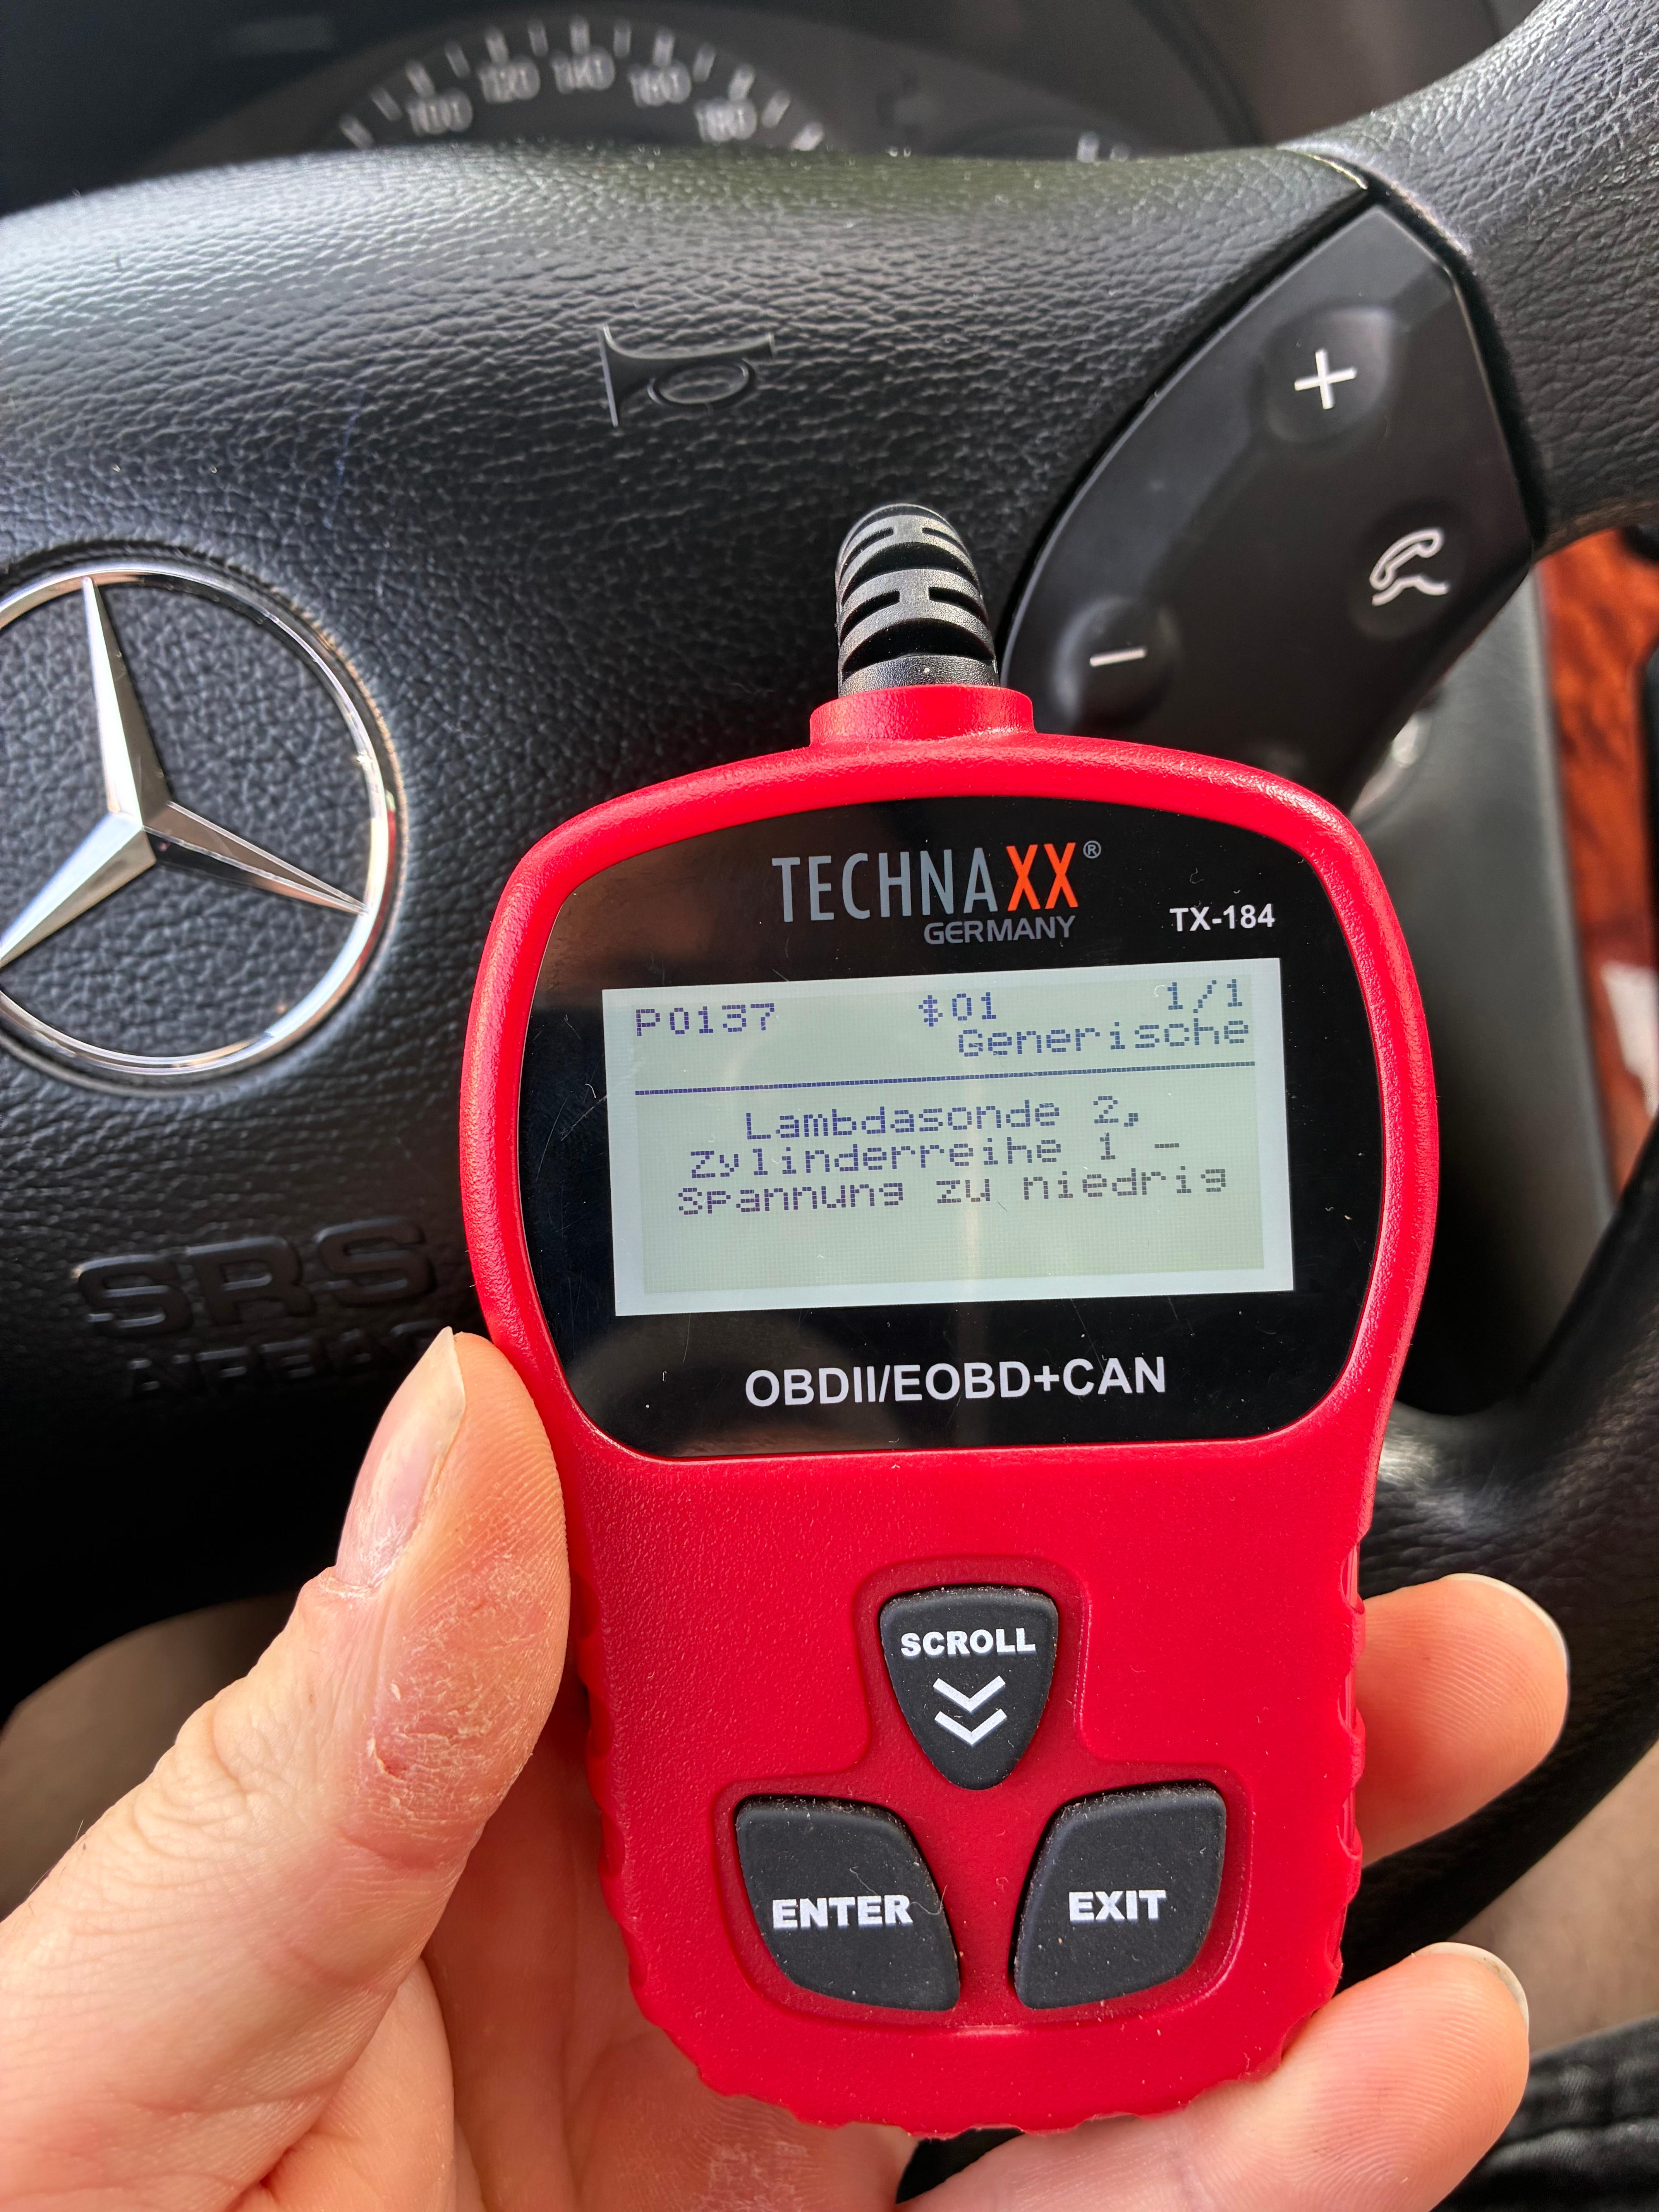 100 120 140 160 180
+
-
TECHNAXX®
GERMANY
TX-184
P0137 $01 1/1
Generische
Lambdasonde 2,
Zylinderreihe 1 -
Spannung zu niedrig
SRS
AIRBAG
OBDII/EOBD+CAN
SCROLL
ENTER
EXIT